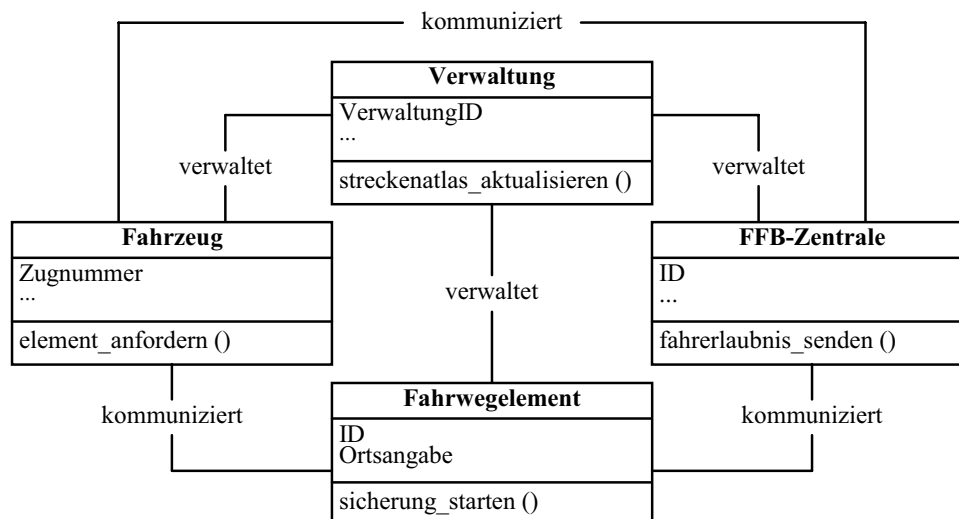 kommuniziert
Verwaltung
VerwaltungID
...
streckenatlas_aktualisieren ()
verwaltet
verwaltet
Fahrzeug
Zugnummer
...
element_anfordern ()
verwaltet
FFB-Zentrale
ID
...
fahrerlaubnis_senden ()
kommuniziert
Fahrwegelement
ID
Ortsangabe
sicherung_starten ()
kommuniziert